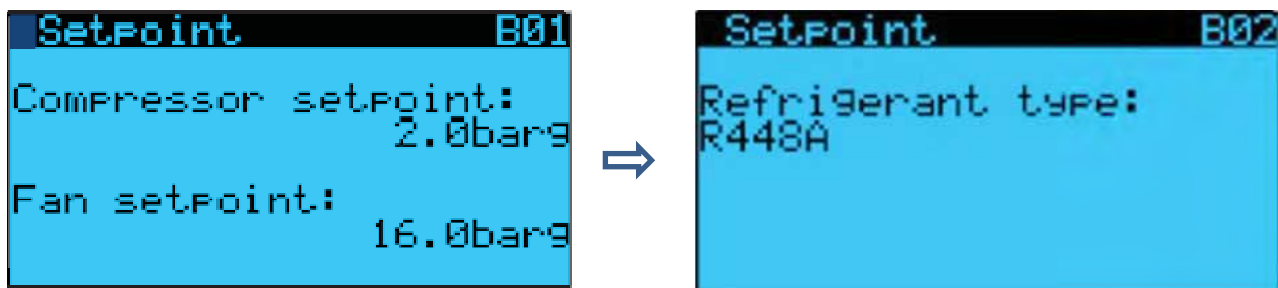 Setpoint B01
Compressor setpoint:
2.0barg
Fan setpoint:
16.0barg
Setpoint B02
Refrigerant type:
R448A